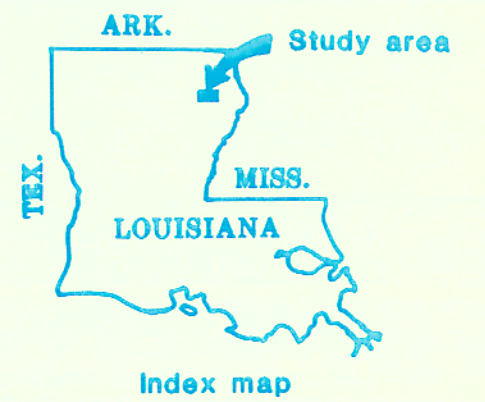 ARK.
Study area
TEX.
MISS.
LOUISIANA
Index map